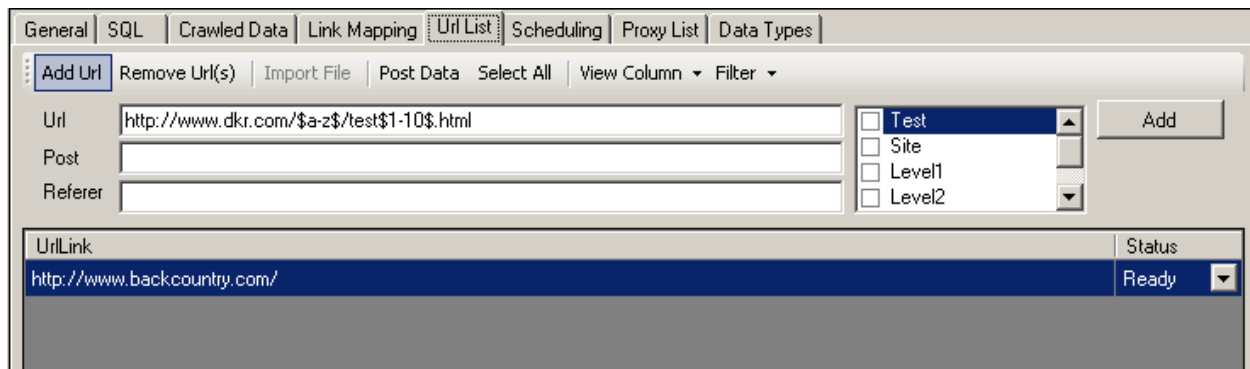 General SQL Crawled Data Link Mapping Url List Scheduling Proxy List Data Types
Add Url Remove Url(s) Import File Post Data Select All View Column Filter
Url http://www.dkr.com/$a-z$/test$1-10$.html Test Add
Site
Post
Level1
Referer Level2
UrlLink Status
http://www.backcountry.com/ Ready